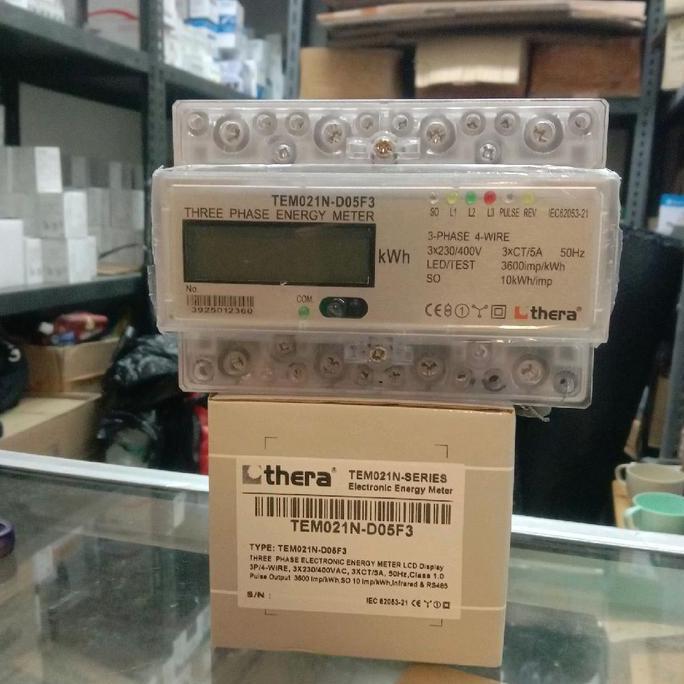 TEM021N-D05F3
THREE PHASE ENERGY METER
kWh
No.
3925012360
COM.
SO L1 L2 L3 PULSE REV IEC62053-21
3-PHASE 4-WIRE
3x230/400V 3xCT/5A 50Hz
LED/TEST 3600imp/kWh
SO 10kWh/imp
CE thera®
thera® TEM021N-SERIES
Electronic Energy Meter
TEM021N-D05F3
TYPE: TEM021N-D05F3
THREE PHASE ELECTRONIC ENERGY METER LCD Display
3P/4-WIRE, 3X230/400VAC, 3XCT/5A, 50Hz,Class 1.0
Pulse Output 3600 Imp/kWh,SO 10 Imp/kWh,Infrared & RS485
S/N : IEC 62053-21 CE